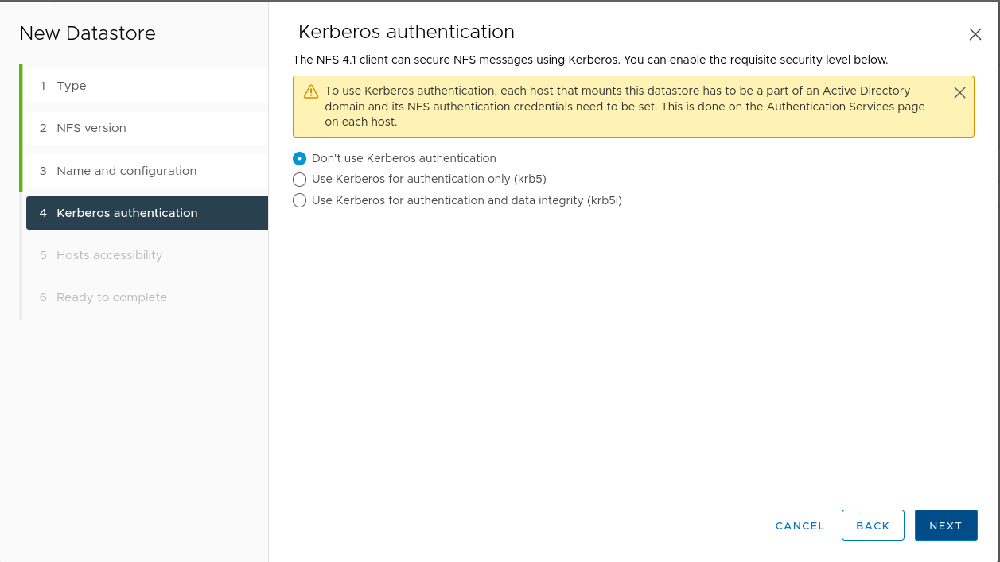 New Datastore
1 Type
2 NFS version
3 Name and configuration
4 Kerberos authentication
5 Hosts accessibility
6 Ready to complete
Kerberos authentication
The NFS 4.1 client can secure NFS messages using Kerberos. You can enable the requisite security level below.
To use Kerberos authentication, each host that mounts this datastore has to be a part of an Active Directory
domain and its NFS authentication credentials need to be set. This is done on the Authentication Services page
on each host.
Don't use Kerberos authentication
Use Kerberos for authentication only (krb5)
Use Kerberos for authentication and data integrity (krb5i)
CANCEL BACK NEXT